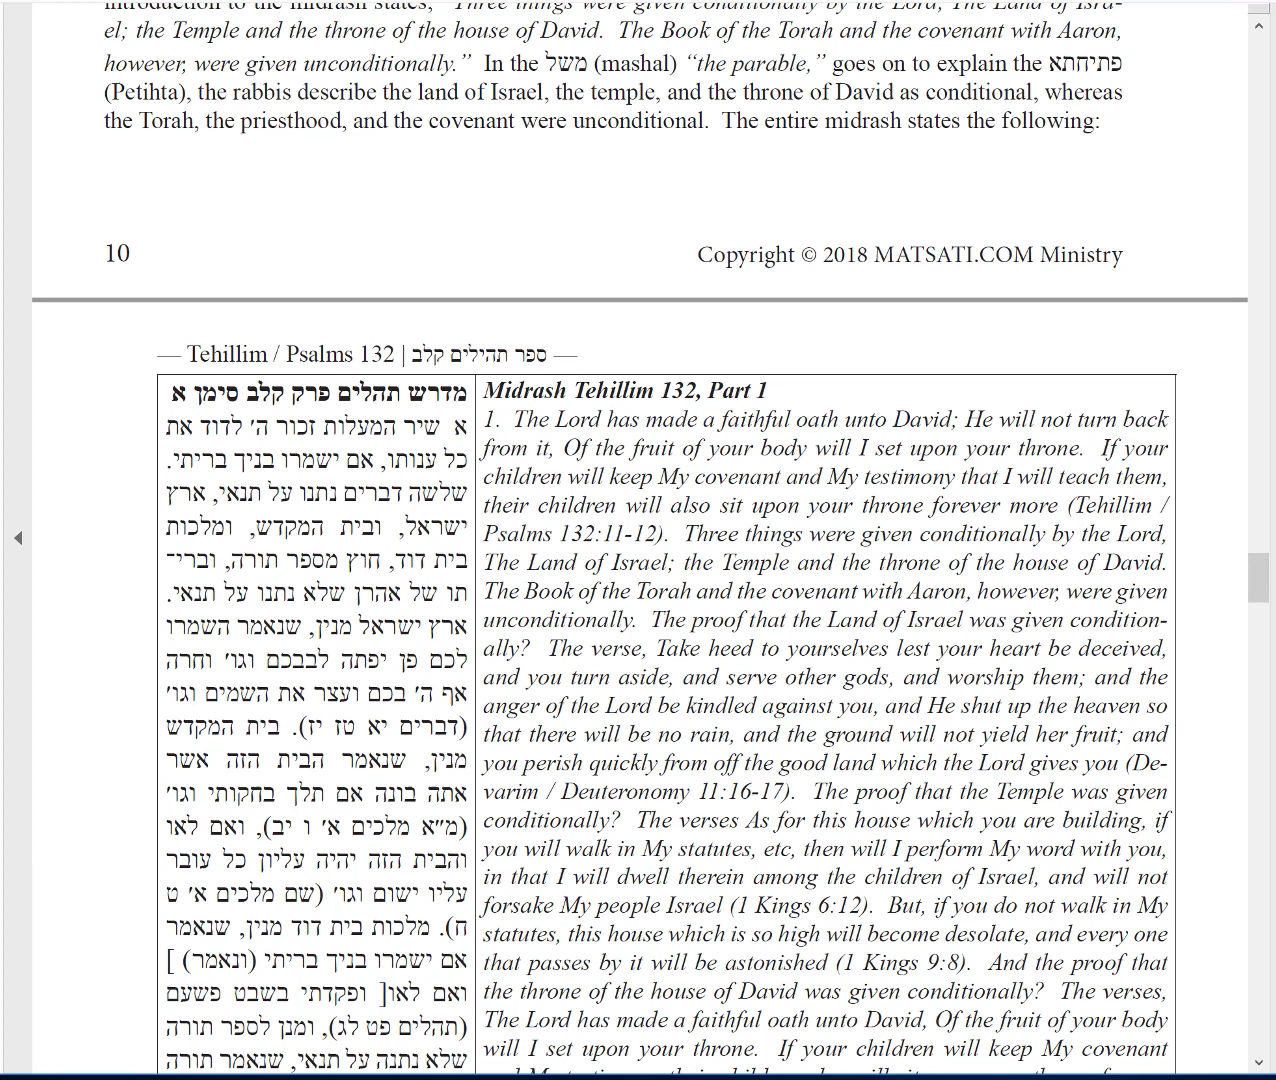 introduction to the midrash states, “Three things were given conditionally by the Lord, The Land of Isra-
el; the Temple and the throne of the house of David. The Book of the Torah and the covenant with Aaron,
however, were given unconditionally.” In the משל (mashal) “the parable,” goes on to explain the פתיחתא
(Petihta), the rabbis describe the land of Israel, the temple, and the throne of David as conditional, whereas
the Torah, the priesthood, and the covenant were unconditional. The entire midrash states the following:
10
Copyright © 2018 MATSATI.COM Ministry
— Tehillim / Psalms 132 | ספר תהילים קלב —
מדרש תהלים פרק קלב סימן א
א שיר המעלות זכור ה' לדוד את
כל ענותו, אם ישמרו בניך בריתי.
שלשה דברים נתנו על תנאי, ארץ
ישראל, ובית המקדש, ומלכות
בית דוד, חוץ מספר תורה, וברי־
תו של אהרן שלא נתנו על תנאי.
ארץ ישראל מנין, שנאמר השמרו
לכם פן יפתה לבבכם וגו' וחרה
אף ה' בכם ועצר את השמים וגו'
(דברים יא טז יז). בית המקדש
מנין, שנאמר הבית הזה אשר
אתה בונה אם תלך בחקותי וגו'
(מ"א מלכים א' ו יב), ואם לאו
והבית הזה יהיה עליון כל עובר
עליו ישום וגו' (שם מלכים א' ט
ח). מלכות בית דוד מנין, שנאמר
אם ישמרו בניך בריתי (ונאמר) [
ואם לאו] ופקדתי בשבט פשעם
(תהלים פט לג), ומנן לספר תורה
שלא נתנה על תנאי, שנאמר תורה
Midrash Tehillim 132, Part 1
1. The Lord has made a faithful oath unto David; He will not turn back
from it, Of the fruit of your body will I set upon your throne. If your
children will keep My covenant and My testimony that I will teach them,
their children will also sit upon your throne forever more (Tehillim /
Psalms 132:11-12). Three things were given conditionally by the Lord,
The Land of Israel; the Temple and the throne of the house of David.
The Book of the Torah and the covenant with Aaron, however, were given
unconditionally. The proof that the Land of Israel was given condition-
ally? The verse, Take heed to yourselves lest your heart be deceived,
and you turn aside, and serve other gods, and worship them; and the
anger of the Lord be kindled against you, and He shut up the heaven so
that there will be no rain, and the ground will not yield her fruit; and
you perish quickly from off the good land which the Lord gives you (De-
varim / Deuteronomy 11:16-17). The proof that the Temple was given
conditionally? The verses As for this house which you are building, if
you will walk in My statutes, etc, then will I perform My word with you,
in that I will dwell therein among the children of Israel, and will not
forsake My people Israel (1 Kings 6:12). But, if you do not walk in My
statutes, this house which is so high will become desolate, and every one
that passes by it will be astonished (1 Kings 9:8). And the proof that
the throne of the house of David was given conditionally? The verses,
The Lord has made a faithful oath unto David, Of the fruit of your body
will I set upon your throne. If your children will keep My covenant